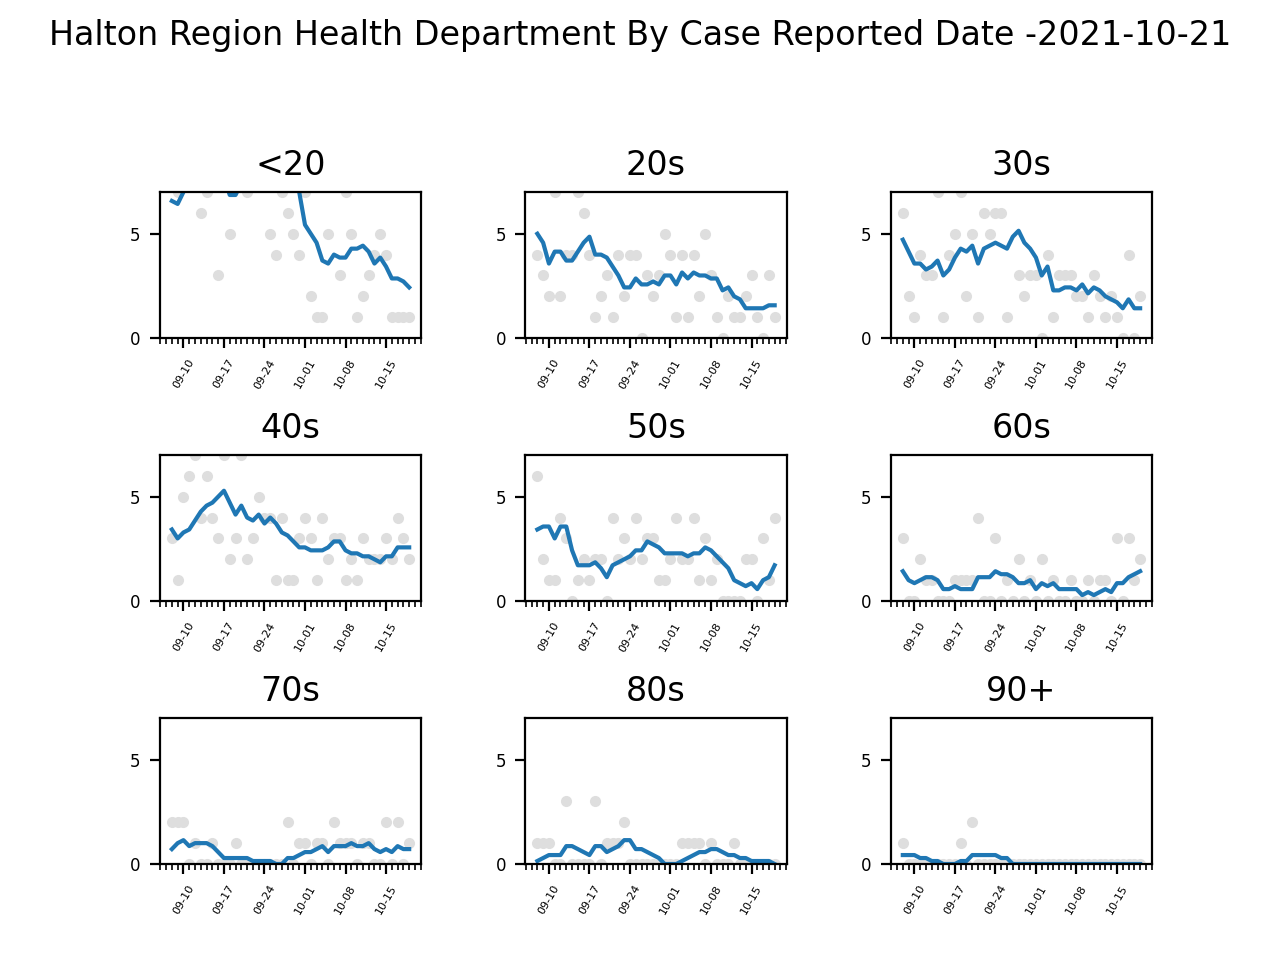 Halton Region Health Department By Case Reported Date -2021-10-21
<20 20s 30s
5 5 5
0 0 0
09-10 09-17 09-24 10-01 10-08 10-15 09-10 09-17 09-24 10-01 10-08 10-15 09-10 09-17 09-24 10-01 10-08 10-15
40s 50s 60s
5 5 5
0 0 0
09-10 09-17 09-24 10-01 10-08 10-15 09-10 09-17 09-24 10-01 10-08 10-15 09-10 09-17 09-24 10-01 10-08 10-15
70s 80s 90+
5 5 5
0 0 0
09-10 09-17 09-24 10-01 10-08 10-15 09-10 09-17 09-24 10-01 10-08 10-15 09-10 09-17 09-24 10-01 10-08 10-15